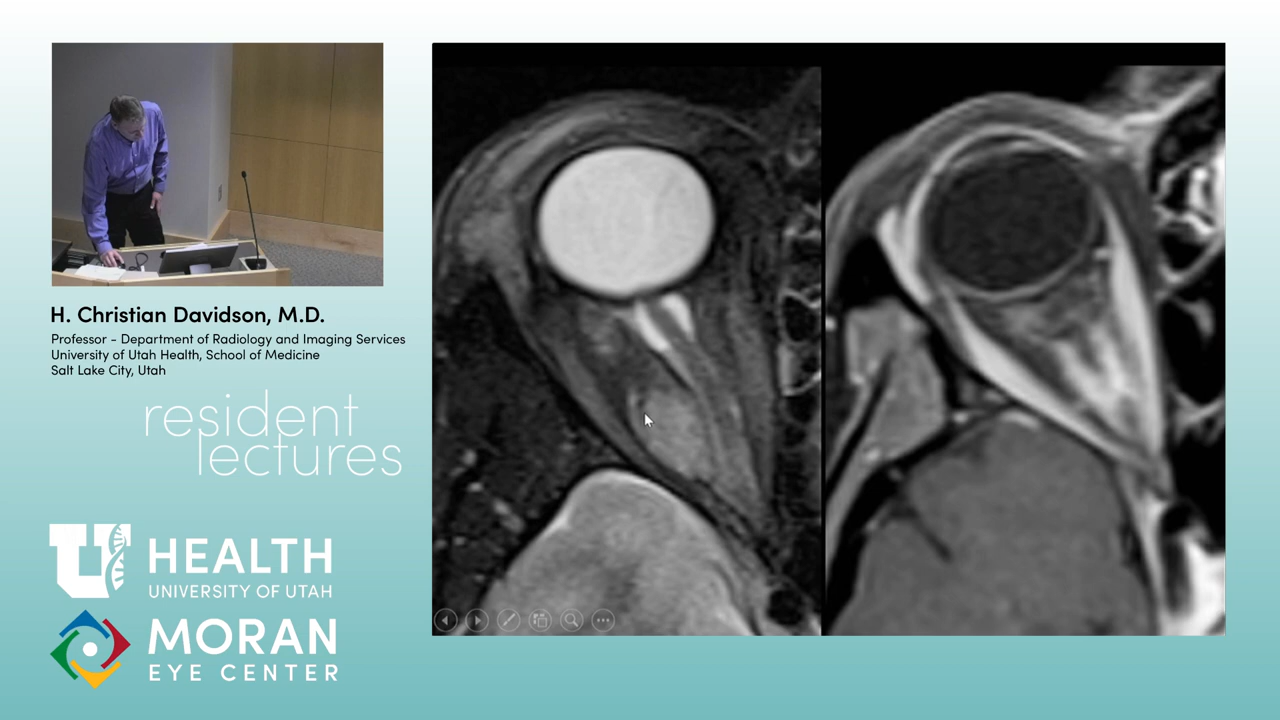 H. Christian Davidson, M.D.
Professor - Department of Radiology and Imaging Services
University of Utah Health, School of Medicine
Salt Lake City, Utah
resident
lectures
U HEALTH
UNIVERSITY OF UTAH
MORAN
EYE CENTER